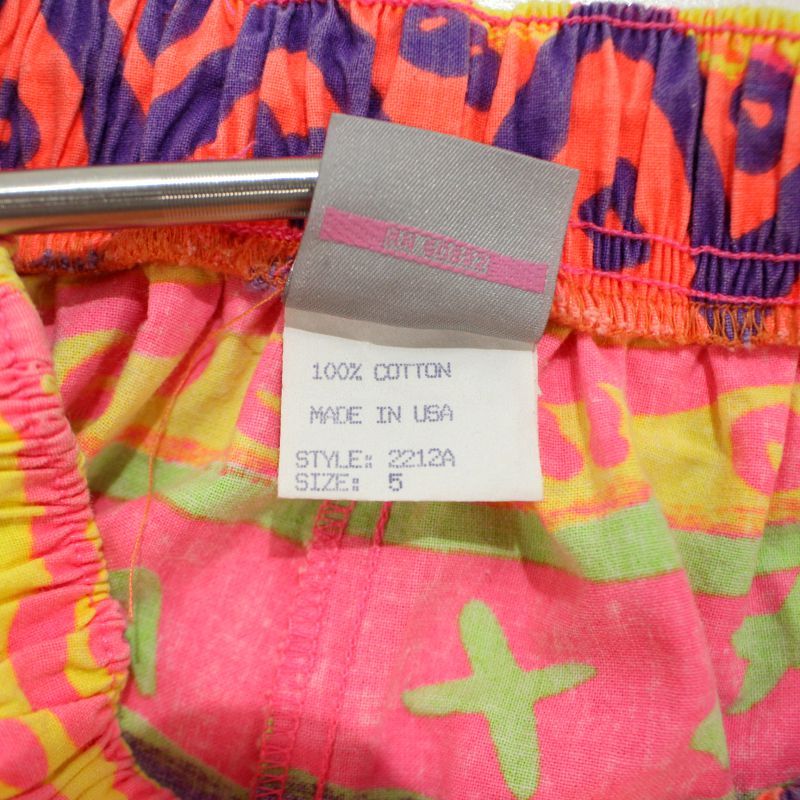 100% COTTON
MADE IN USA
STYLE: 2212A
SIZE: 5